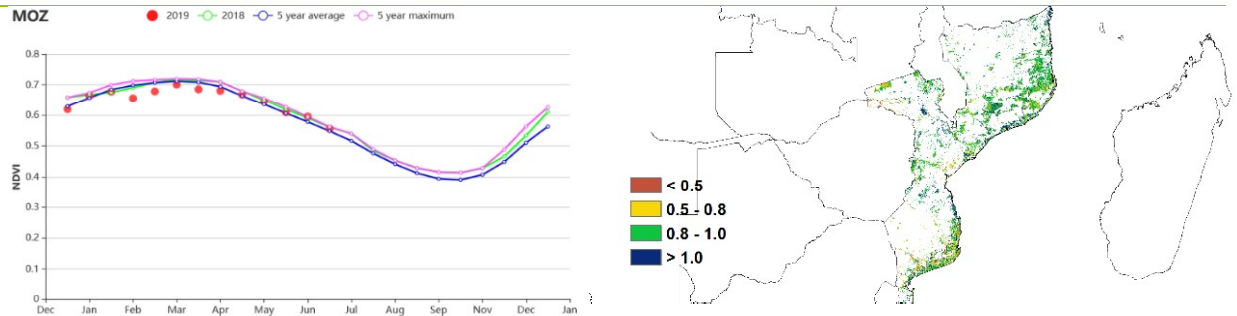 MOZ
2019 2018 5 year average 5 year maximum
0.8
0.7
0.6
0.5
0.4
0.3
0.2
0.1
0
NDVI
Dec Jan Feb Mar Mar Apr May Jun Jul Aug Sep Oct Nov Dec Jan
< 0.5
0.5 - 0.8
0.8 - 1.0
> 1.0